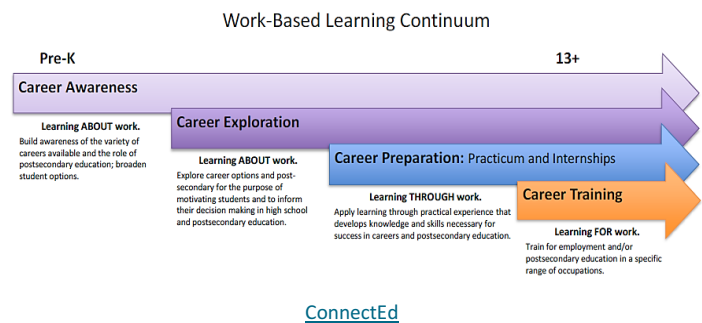 Work-Based Learning Continuum
Pre-K
13+
Career Awareness
Learning ABOUT work.
Build awareness of the variety of
careers available and the role of
postsecondary education; broaden
student options.
Career Exploration
Learning ABOUT work.
Explore career options and post-
secondary for the purpose of
motivating students and to inform
their decision making in high school
and postsecondary education.
Career Preparation: Practicum and Internships
Learning THROUGH work.
Apply learning through practical experience that
develops knowledge and skills necessary for
success in careers and postsecondary education.
Career Training
Learning FOR work.
Train for employment and/or
postsecondary education in a specific
range of occupations.
ConnectEd